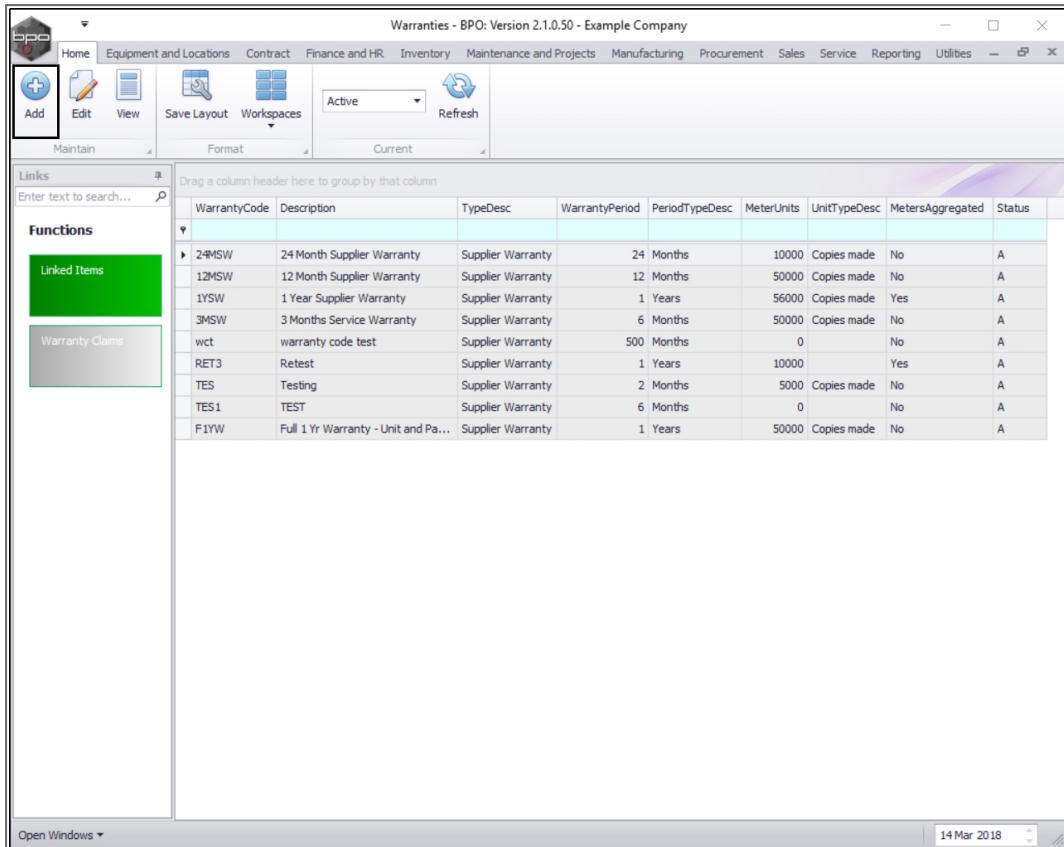 Warranties - BPO: Version 2.1.0.50 - Example Company
bpo
Home Equipment and Locations Contract Finance and HR Inventory Maintenance and Projects Manufacturing Procurement Sales Service Reporting Utilities
Add Edit View Save Layout Workspaces Active Refresh
Maintain Format Current
Links
Enter text to search...
Functions
Linked Items
Warranty Claims
Drag a column header here to group by that column
WarrantyCode Description TypeDesc WarrantyPeriod PeriodTypeDesc MeterUnits UnitTypeDesc MetersAggregated Status
24MSW 24 Month Supplier Warranty Supplier Warranty 24 Months 10000 Copies made No A
12MSW 12 Month Supplier Warranty Supplier Warranty 12 Months 50000 Copies made No A
1YSW 1 Year Supplier Warranty Supplier Warranty 1 Years 56000 Copies made Yes A
3MSW 3 Months Service Warranty Supplier Warranty 6 Months 50000 Copies made No A
wct warranty code test Supplier Warranty 500 Months 0 No A
RET3 Retest Supplier Warranty 1 Years 10000 Yes A
TES Testing Supplier Warranty 2 Months 5000 Copies made No A
TES1 TEST Supplier Warranty 6 Months 0 No A
F1YW Full 1 Yr Warranty - Unit and Pa... Supplier Warranty 1 Years 50000 Copies made No A
Open Windows
14 Mar 2018